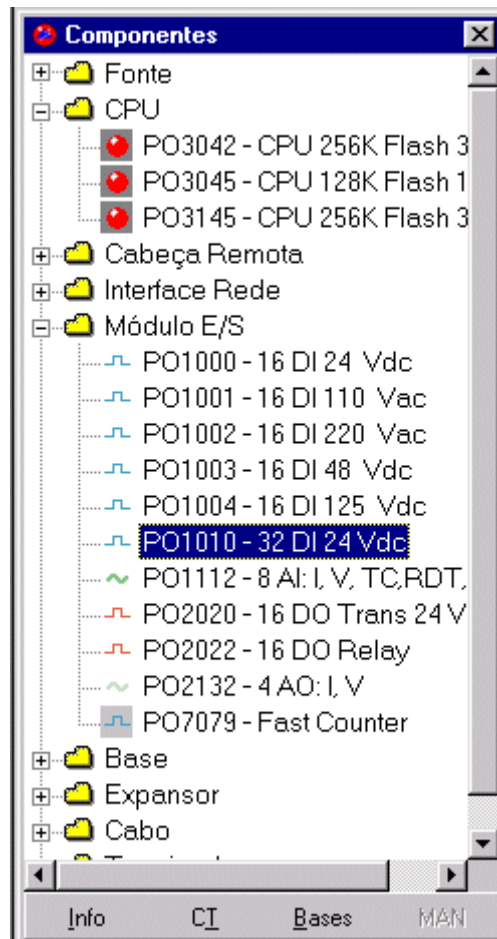 Componentes
Fonte
CPU
PO3042 - CPU 256K Flash 3
PO3045 - CPU 128K Flash 1
PO3145 - CPU 256K Flash 3
Cabeça Remota
Interface Rede
Módulo E/S
PO1000 - 16 DI 24 Vdc
PO1001 - 16 DI 110 Vac
PO1002 - 16 DI 220 Vac
PO1003 - 16 DI 48 Vdc
PO1004 - 16 DI 125 Vdc
PO1010 - 32 DI 24 Vdc
PO1112 - 8 AI: I, V, TC,RDT,
PO2020 - 16 DO Trans 24 V
PO2022 - 16 DO Relay
PO2132 - 4 AO: I, V
PO7079 - Fast Counter
Base
Expansor
Cabo
Info CT Bases MAN